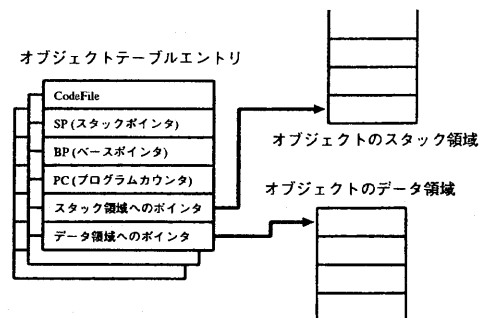 オブジェクトテーブルエントリ
CodeFile
SP(スタックポインタ)
BP(ベースポインタ)
PC(プログラムカウンタ)
スタック領域へのポインタ
データ領域へのポインタ
オブジェクトのスタック領域
オブジェクトのデータ領域